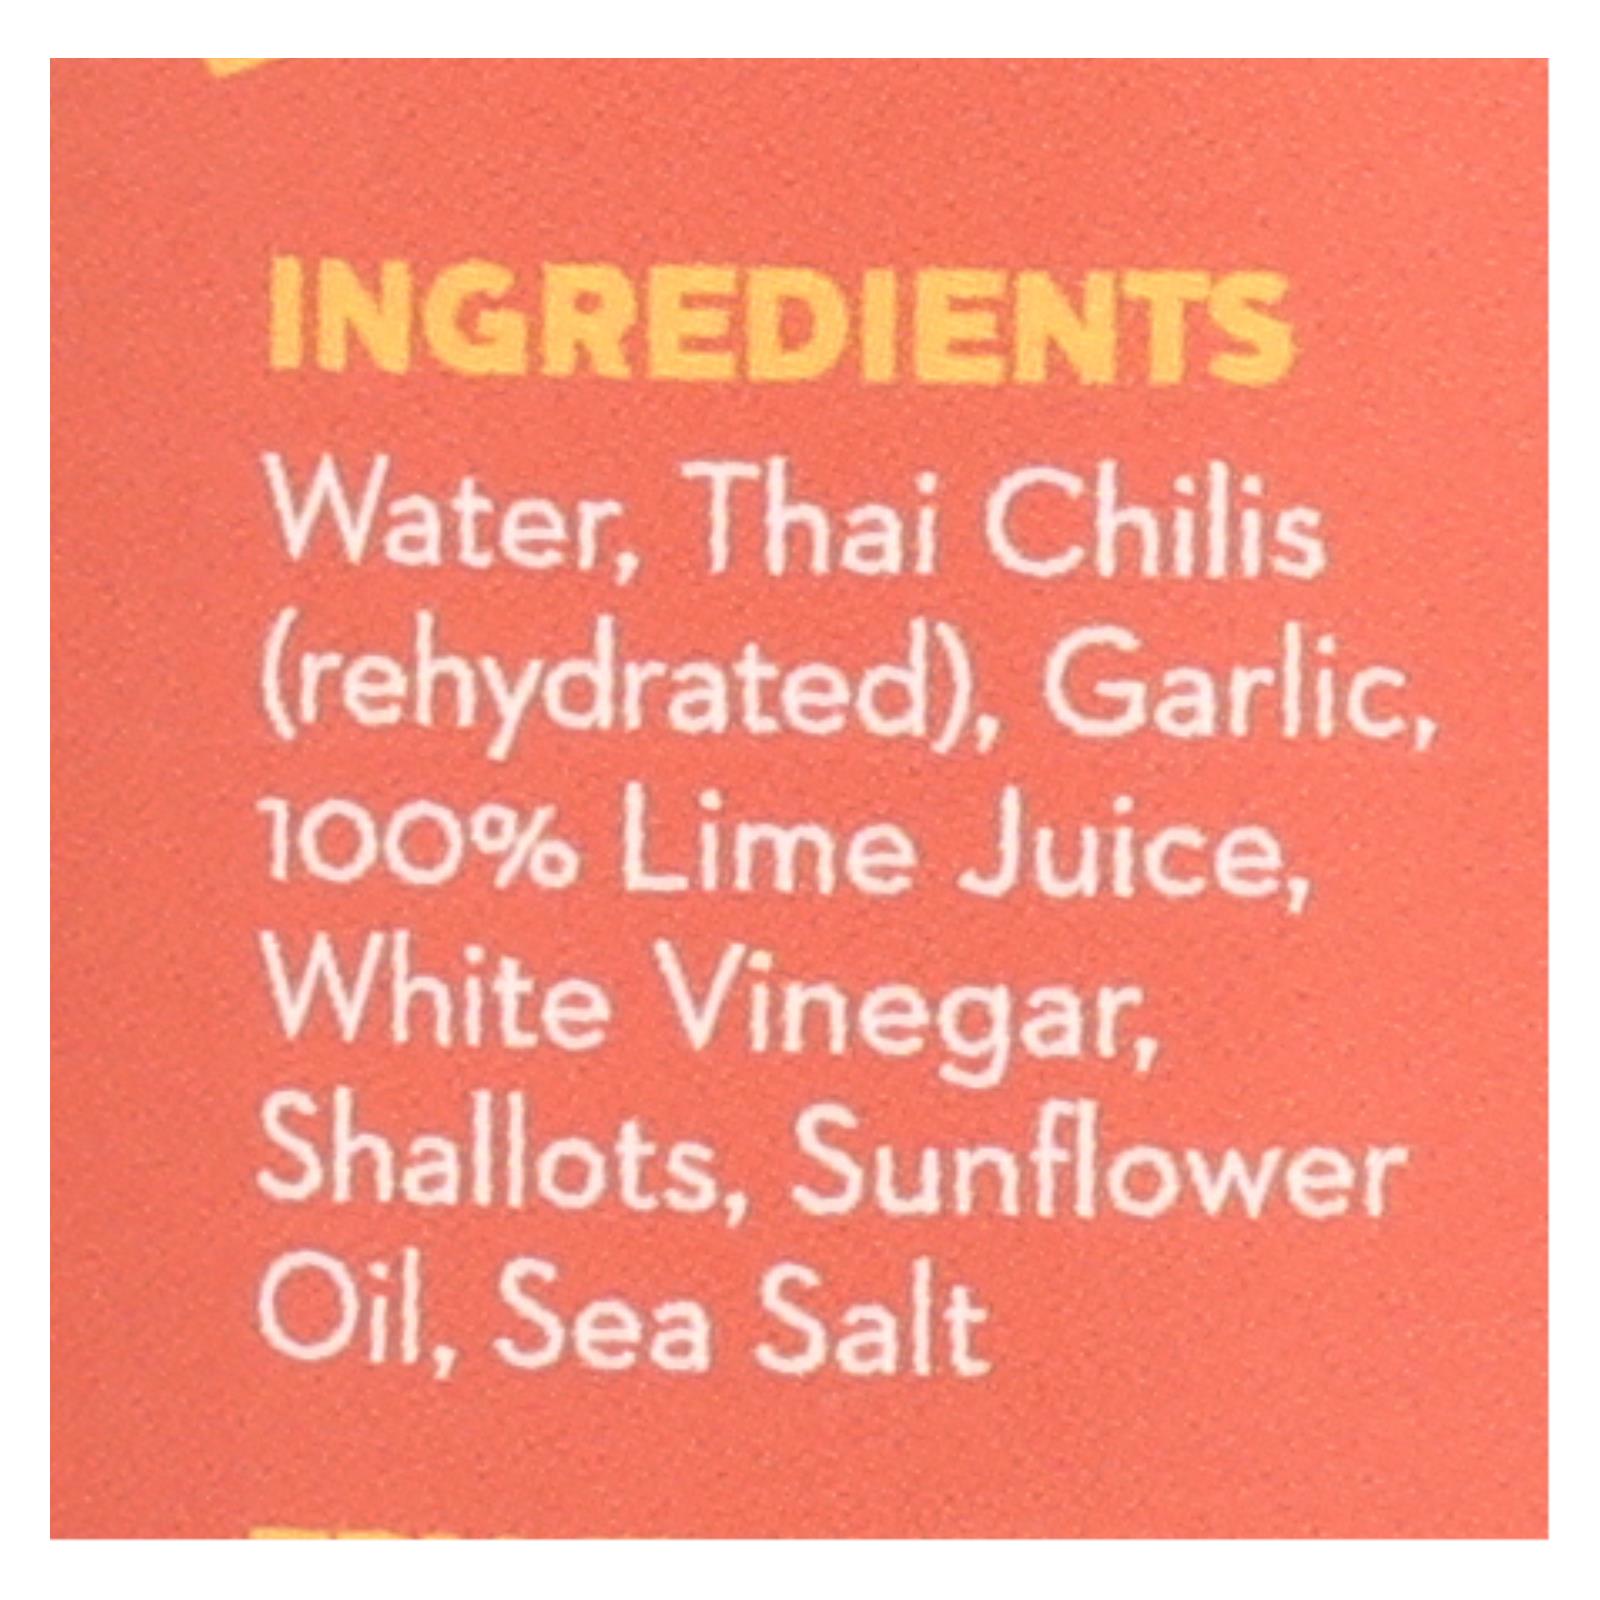 INGREDIENTS
Water, Thai Chilis
(rehydrated), Garlic,
100% Lime Juice,
White Vinegar,
Shallots, Sunflower
Oil, Sea Salt